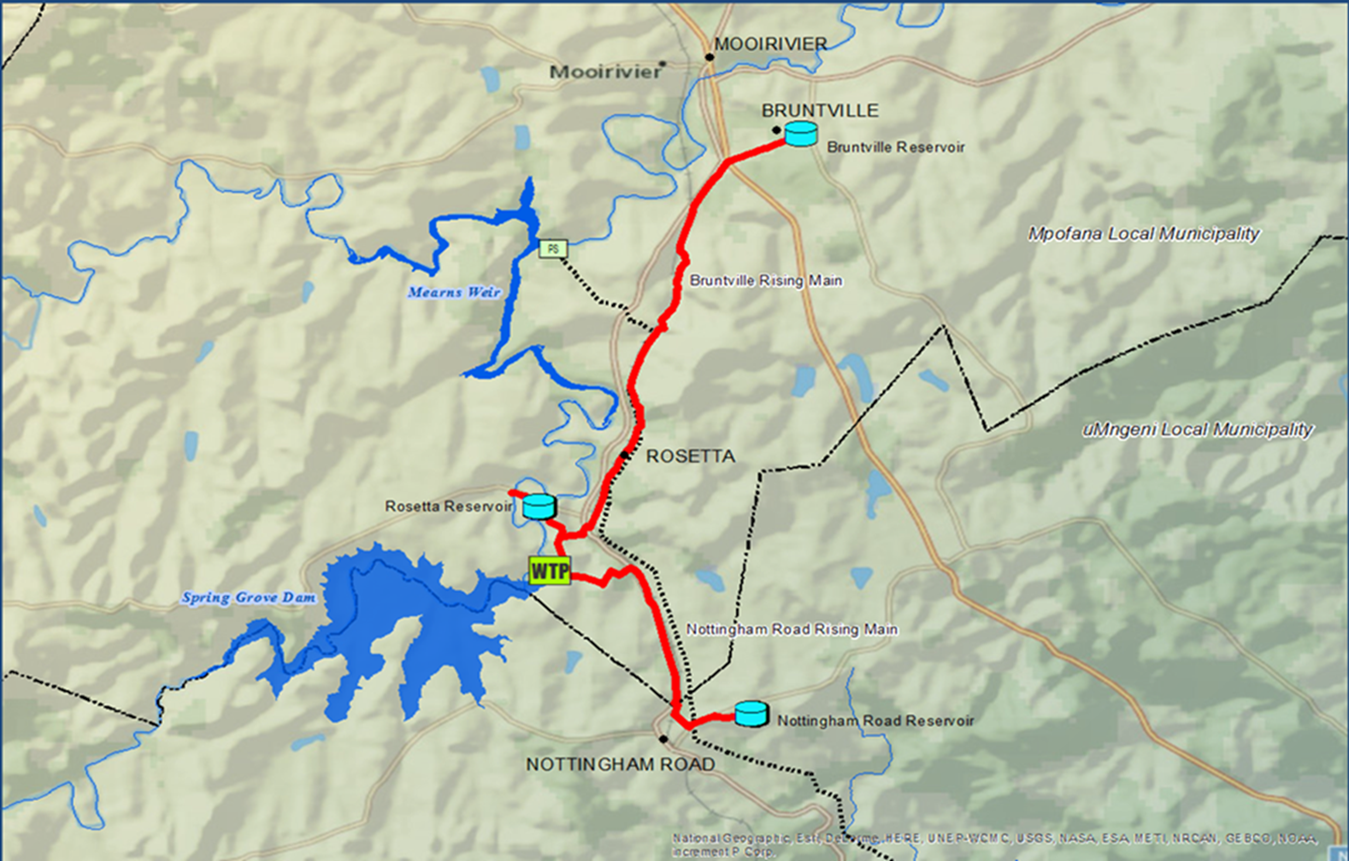 MOOIRIVIER
Mooirivier
BRUNTVILLE
Bruntville Reservoir
Mpofana Local Municipality
PS
Bruntville Rising Main
Mearns Weir
uMngeni Local Municipality
ROSETTA
Rosetta Reservoir
WTP
Spring Grove Dam
Nottingham Road Rising Main
Nottingham Road Reservoir
NOTTINGHAM ROAD
National Geographic, Esri, DeLorme, HERE, UNEP-WCMC, USGS, NASA, ESA, METI, NRCAN, GEBCO, NOAA,
increment P Corp.
N